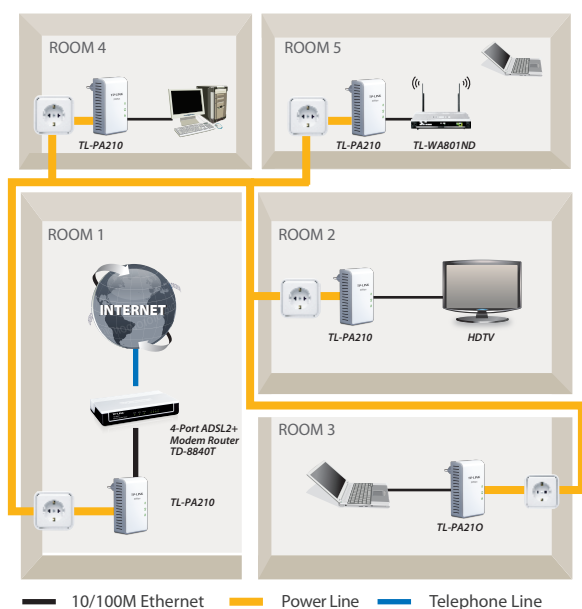 ROOM 4
TL-PA210
ROOM 5
TL-PA210
TL-WA801ND
ROOM 1
INTERNET
4-Port ADSL2+
Modem Router
TD-8840T
TL-PA210
ROOM 2
TL-PA210
HDTV
ROOM 3
TL-PA21O
10/100M Ethernet
Power Line
Telephone Line